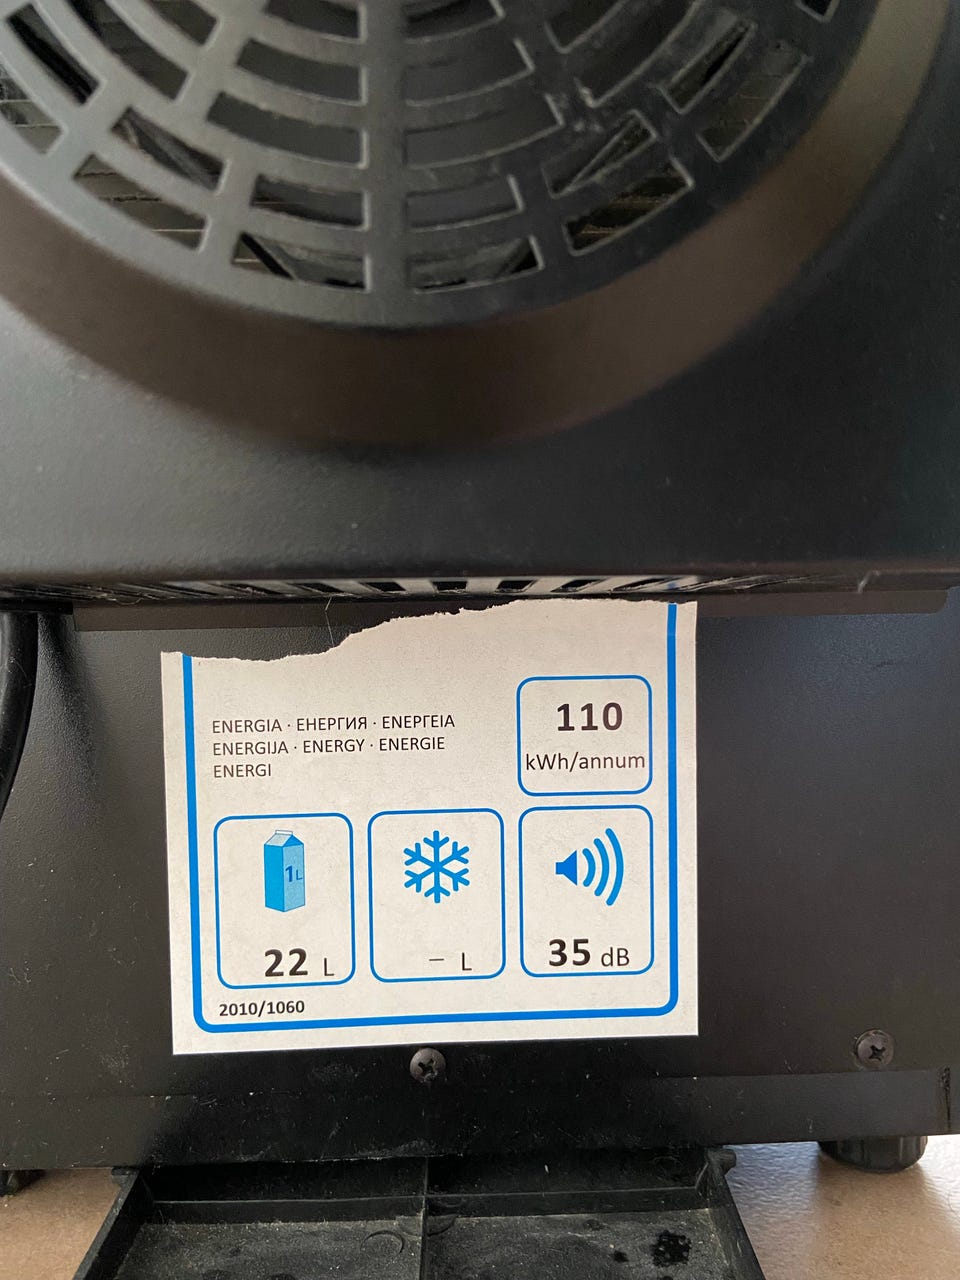 ENERGIA · ЕНЕРГИЯ · ΕΝΕΡΓΕΙΑ
ENERGIJA · ENERGY · ENERGIE
ENERGI
110
kWh/annum
1L
22 L
– L
35 dB
2010/1060